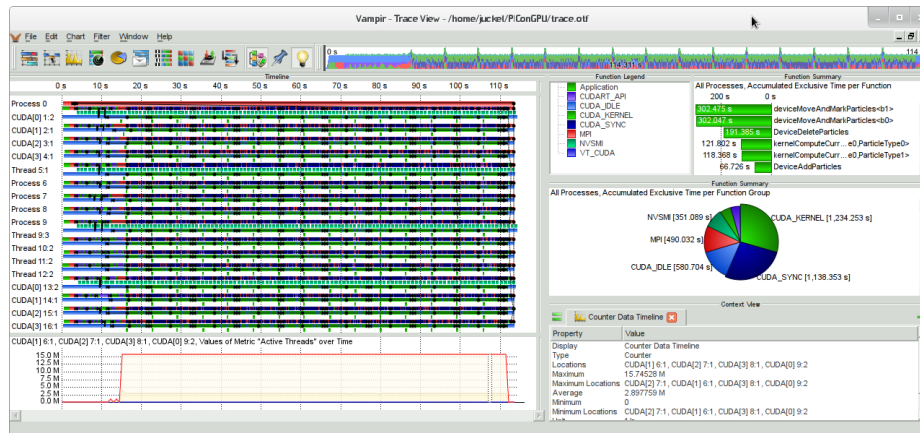 Vampir - Trace View - /home/juckel/PIConGPU/trace.otf
File Edit Chart Filter Window Help
0 s
114
114.311 s
Timeline
0 s 10 s 20 s 30 s 40 s 50 s 60 s 70 s 80 s 90 s 100 s 110 s
Process 0
CUDA[0] 1:2
CUDA[1] 2:1
CUDA[2] 3:1
CUDA[3] 4:1
Thread 5:1
Process 6
Process 7
Process 8
Process 9
Thread 9:3
Thread 10:2
Thread 11:2
Thread 12:2
CUDA[0] 13:2
CUDA[1] 14:1
CUDA[2] 15:1
CUDA[3] 16:1
CUDA[1] 6:1, CUDA[2] 7:1, CUDA[3] 8:1, CUDA[0] 9:2, Values of Metric "Active Threads" over Time
15.0 M
12.5 M
10.0 M
7.5 M
5.0 M
2.5 M
0.0 M
Function Legend
Application
CUDART_API
CUDA_IDLE
CUDA_KERNEL
CUDA_SYNC
MPI
NVSMI
VT_CUDA
Function Summary
All Processes, Accumulated Exclusive Time per Function
200 s 0 s
302.475 s deviceMoveAndMarkParticles<b1>
302.047 s deviceMoveAndMarkParticles<b0>
191.385 s DeviceDeleteParticles
121.802 s kernelComputeCurr... e0,ParticleType0>
118.368 s kernelComputeCurr... e0,ParticleType1>
66.726 s DeviceAddParticles
Function Summary
All Processes, Accumulated Exclusive Time per Function Group
NVSMI [351.089 s]
CUDA_KERNEL [1,234.253 s]
MPI [490.032 s]
CUDA_IDLE [580.704 s]
CUDA_SYNC [1,138.353 s]
Context View
Counter Data Timeline
Property Value
Display Counter Data Timeline
Type Counter
Locations CUDA[1] 6:1, CUDA[2] 7:1, CUDA[3] 8:1, CUDA[0] 9:2
Maximum 15.74528 M
Maximum Locations CUDA[2] 7:1, CUDA[1] 6:1, CUDA[3] 8:1, CUDA[0] 9:2
Average 2.897759 M
Minimum 0
Minimum Locations CUDA[2] 7:1, CUDA[1] 6:1, CUDA[3] 8:1, CUDA[0] 9:2